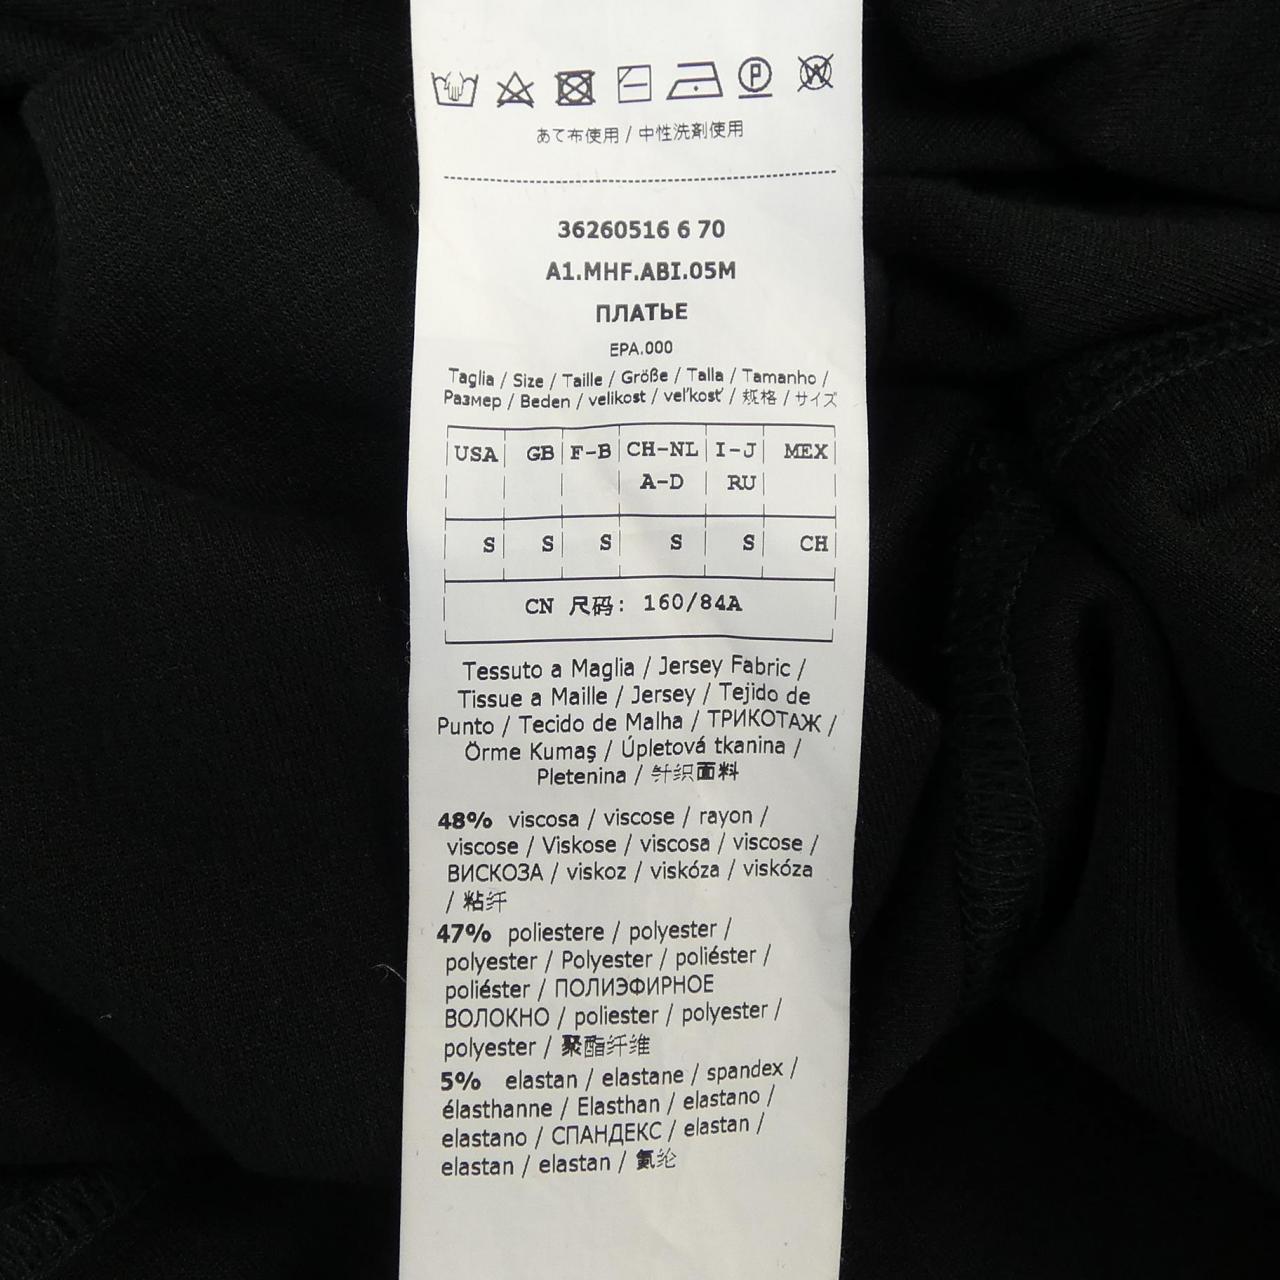 P W
あて布使用 / 中性洗剤使用
36260516 6 70
A1.MHF.ABI.05M
ПЛАТЬЕ
EPA.000
Taglia / Size / Taille / Größe / Talla / Tamanho /
Размер / Beden / velikost / veľkosť / 规格 / サイズ
USA GB F-B CH-NL I-J MEX
A-D RU
S S S S S CH
CN 尺码: 160/84A
Tessuto a Maglia / Jersey Fabric /
Tissue a Maille / Jersey / Tejido de
Punto / Tecido de Malha / ТРИКОТАЖ /
Örme Kumaş / Úpletová tkanina /
Pletenina / 针织面料
48% viscosa / viscose / rayon /
viscose / Viskose / viscosa / viscose /
ВИСКОЗА / viskoz / viskóza / viskóza
/ 粘纤
47% poliestere / polyester /
polyester / Polyester / poliéster /
poliéster / ПОЛИЭФИРНОЕ
ВОЛОКНО / poliester / polyester /
polyester / 聚酯纤维
5% elastan / elastane / spandex /
élasthanne / Elasthan / elastano /
elastano / СПАНДЕКС / elastan /
elastan / elastan / 氨纶